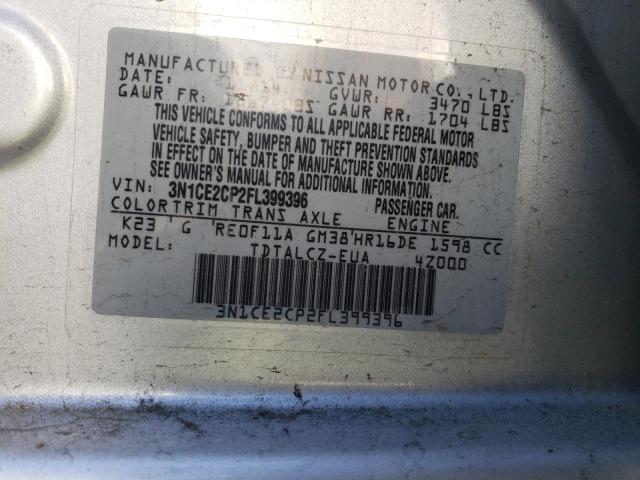 MANUFACTURED BY NISSAN MOTOR CO., LTD.
DATE: GVWR: 3470 LBS
GAWR FR: LBS GAWR RR: 1704 LBS
THIS VEHICLE CONFORMS TO ALL APPLICABLE FEDERAL MOTOR
VEHICLE SAFETY, BUMPER AND THEFT PREVENTION STANDARDS
IN EFFECT ON THE DATE OF MANUFACTURE SHOWN ABOVE.
SEE OWNER'S MANUAL FOR ADDITIONAL INFORMATION.
VIN: 3N1CE2CP2FL399396 PASSENGER CAR.
COLOR TRIM TRANS AXLE ENGINE
K23 G RE0F11A GM38 HR16DE 1598 CC
MODEL: TDTALCZ-EUA 4Z000
3N1CE2CP2FL399396